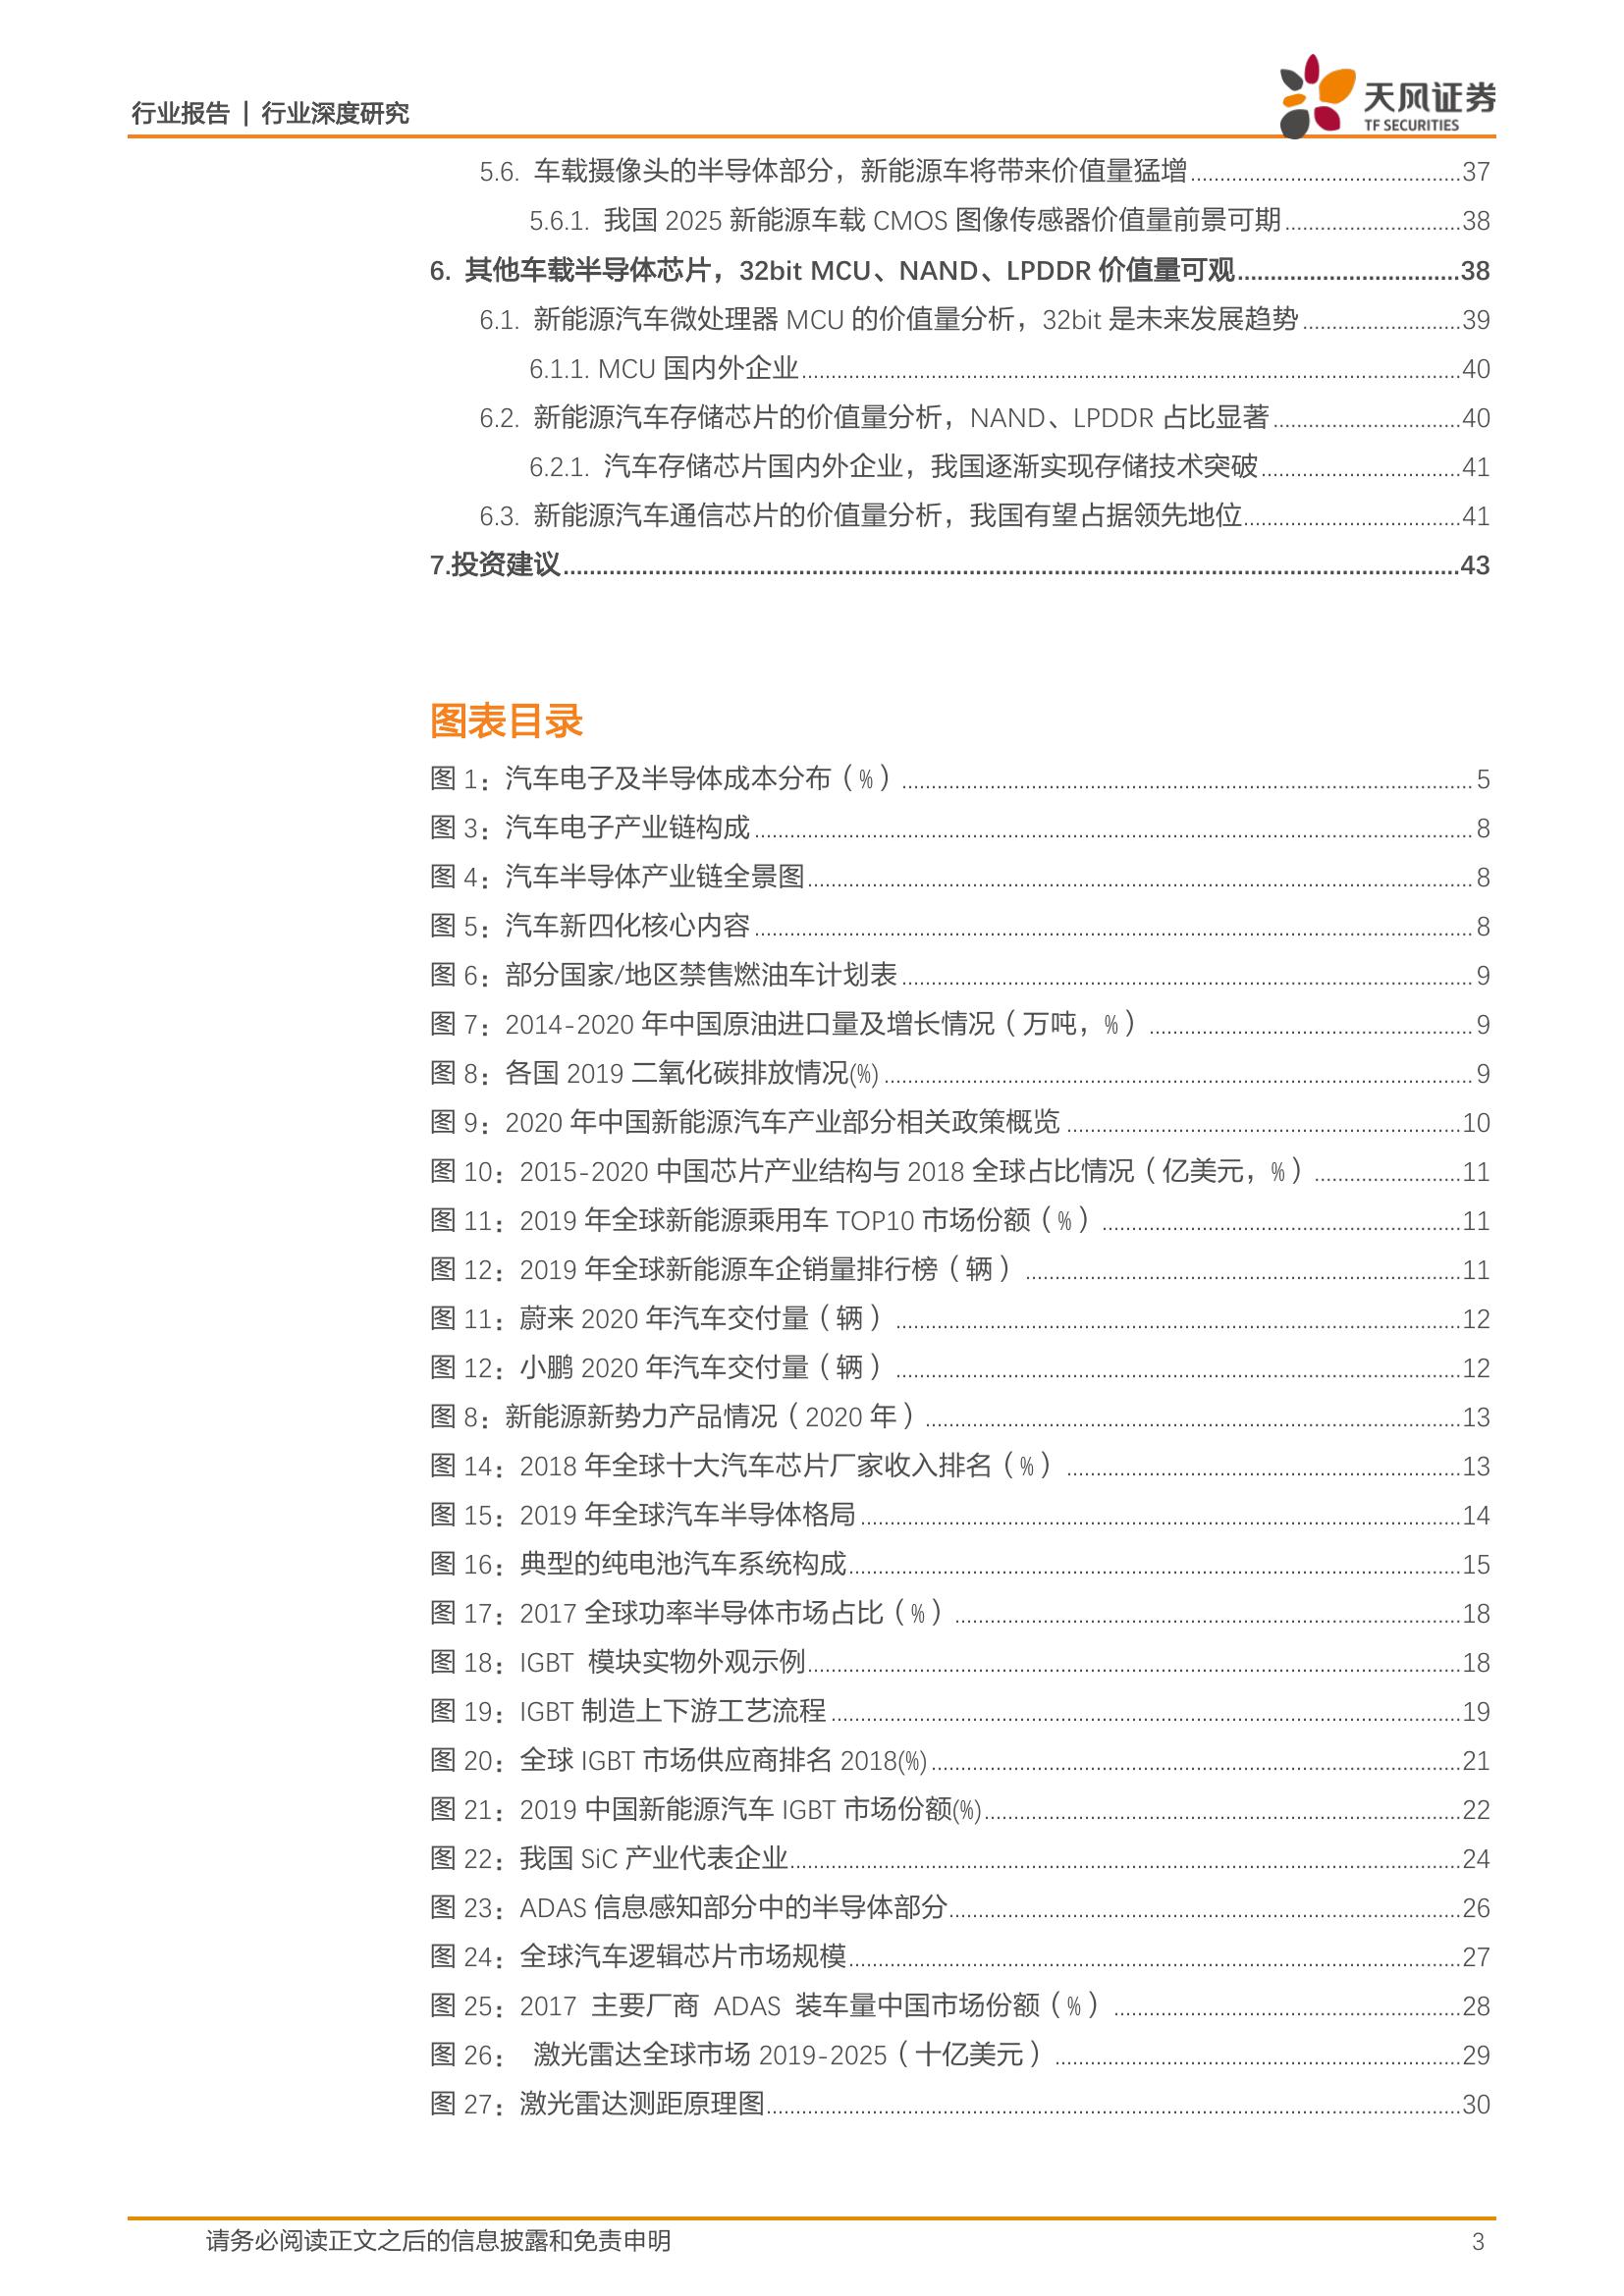 行业报告 | 行业深度研究
天风证券
TF SECURITIES
5.6. 车载摄像头的半导体部分，新能源车将带来价值量猛增 37
5.6.1. 我国 2025 新能源车载 CMOS 图像传感器价值量前景可期 38
6. 其他车载半导体芯片，32bit MCU、NAND、LPDDR 价值量可观 38
6.1. 新能源汽车微处理器 MCU 的价值量分析，32bit 是未来发展趋势 39
6.1.1. MCU 国内外企业 40
6.2. 新能源汽车存储芯片的价值量分析，NAND、LPDDR 占比显著 40
6.2.1. 汽车存储芯片国内外企业，我国逐渐实现存储技术突破 41
6.3. 新能源汽车通信芯片的价值量分析，我国有望占据领先地位 41
7.投资建议 43
图表目录
图 1：汽车电子及半导体成本分布（%） 5
图 3：汽车电子产业链构成 8
图 4：汽车半导体产业链全景图 8
图 5：汽车新四化核心内容 8
图 6：部分国家/地区禁售燃油车计划表 9
图 7：2014-2020 年中国原油进口量及增长情况（万吨，%） 9
图 8：各国 2019 二氧化碳排放情况(%) 9
图 9：2020 年中国新能源汽车产业部分相关政策概览 10
图 10：2015-2020 中国芯片产业结构与 2018 全球占比情况（亿美元，%） 11
图 11：2019 年全球新能源乘用车 TOP10 市场份额（%） 11
图 12：2019 年全球新能源车企销量排行榜（辆） 11
图 11：蔚来 2020 年汽车交付量（辆） 12
图 12：小鹏 2020 年汽车交付量（辆） 12
图 8：新能源新势力产品情况（2020 年） 13
图 14：2018 年全球十大汽车芯片厂家收入排名（%） 13
图 15：2019 年全球汽车半导体格局 14
图 16：典型的纯电池汽车系统构成 15
图 17：2017 全球功率半导体市场占比（%） 18
图 18：IGBT 模块实物外观示例 18
图 19：IGBT 制造上下游工艺流程 19
图 20：全球 IGBT 市场供应商排名 2018(%) 21
图 21：2019 中国新能源汽车 IGBT 市场份额(%) 22
图 22：我国 SiC 产业代表企业 24
图 23：ADAS 信息感知部分中的半导体部分 26
图 24：全球汽车逻辑芯片市场规模 27
图 25：2017 主要厂商 ADAS 装车量中国市场份额（%） 28
图 26： 激光雷达全球市场 2019-2025（十亿美元） 29
图 27：激光雷达测距原理图 30
请务必阅读正文之后的信息披露和免责申明 3